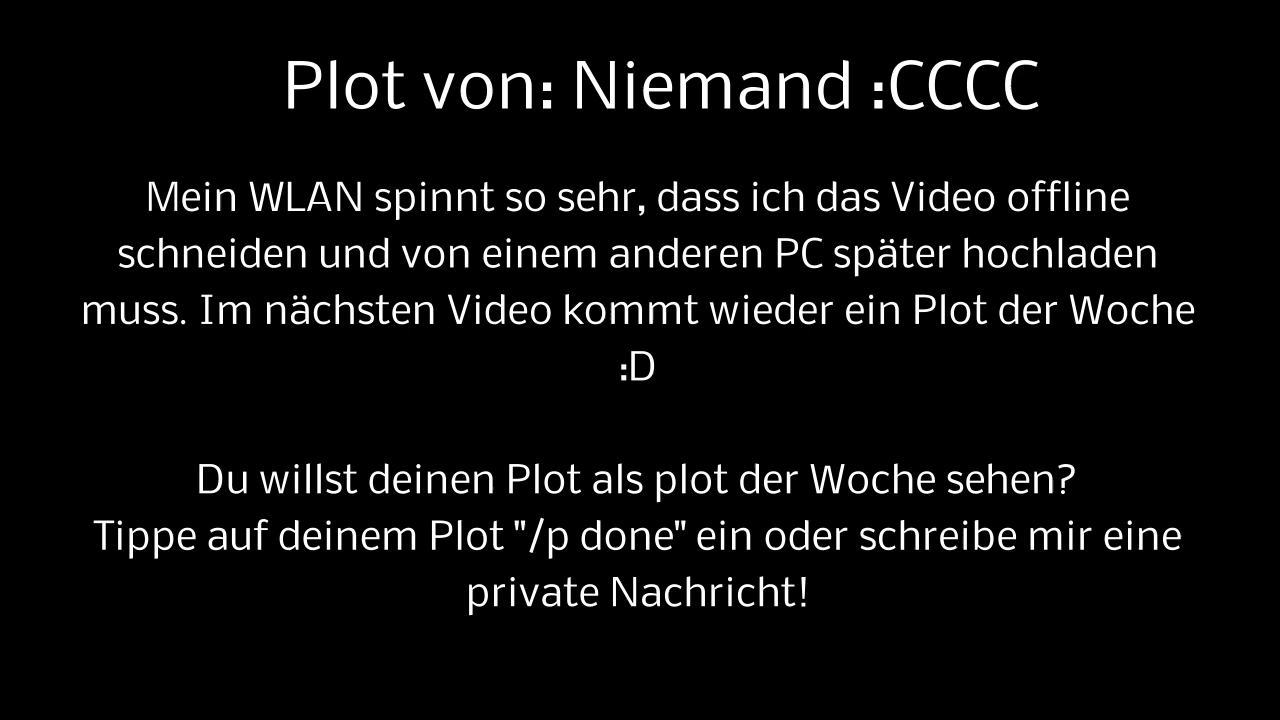 Plot von: Niemand :CCCC
Mein WLAN spinnt so sehr, dass ich das Video offline
schneiden und von einem anderen PC später hochladen
muss. Im nächsten Video kommt wieder ein Plot der Woche
:D
Du willst deinen Plot als plot der Woche sehen?
Tippe auf deinem Plot "/p done" ein oder schreibe mir eine
private Nachricht!